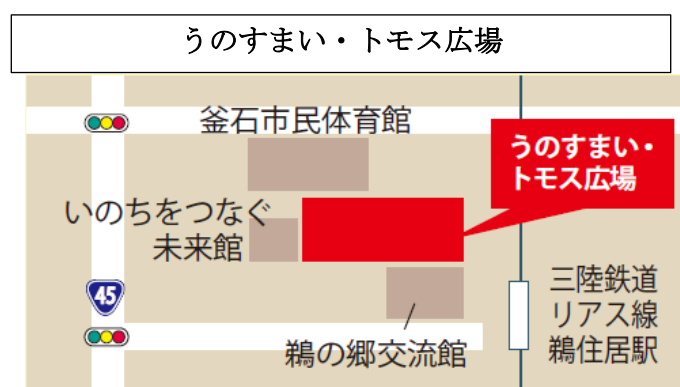 うのすまい・トモス広場
釜石市民体育館
うのすまい・
トモス広場
いのちをつなぐ
未来館
45
三陸鉄道
リアス線
鵜住居駅
鵜の郷交流館